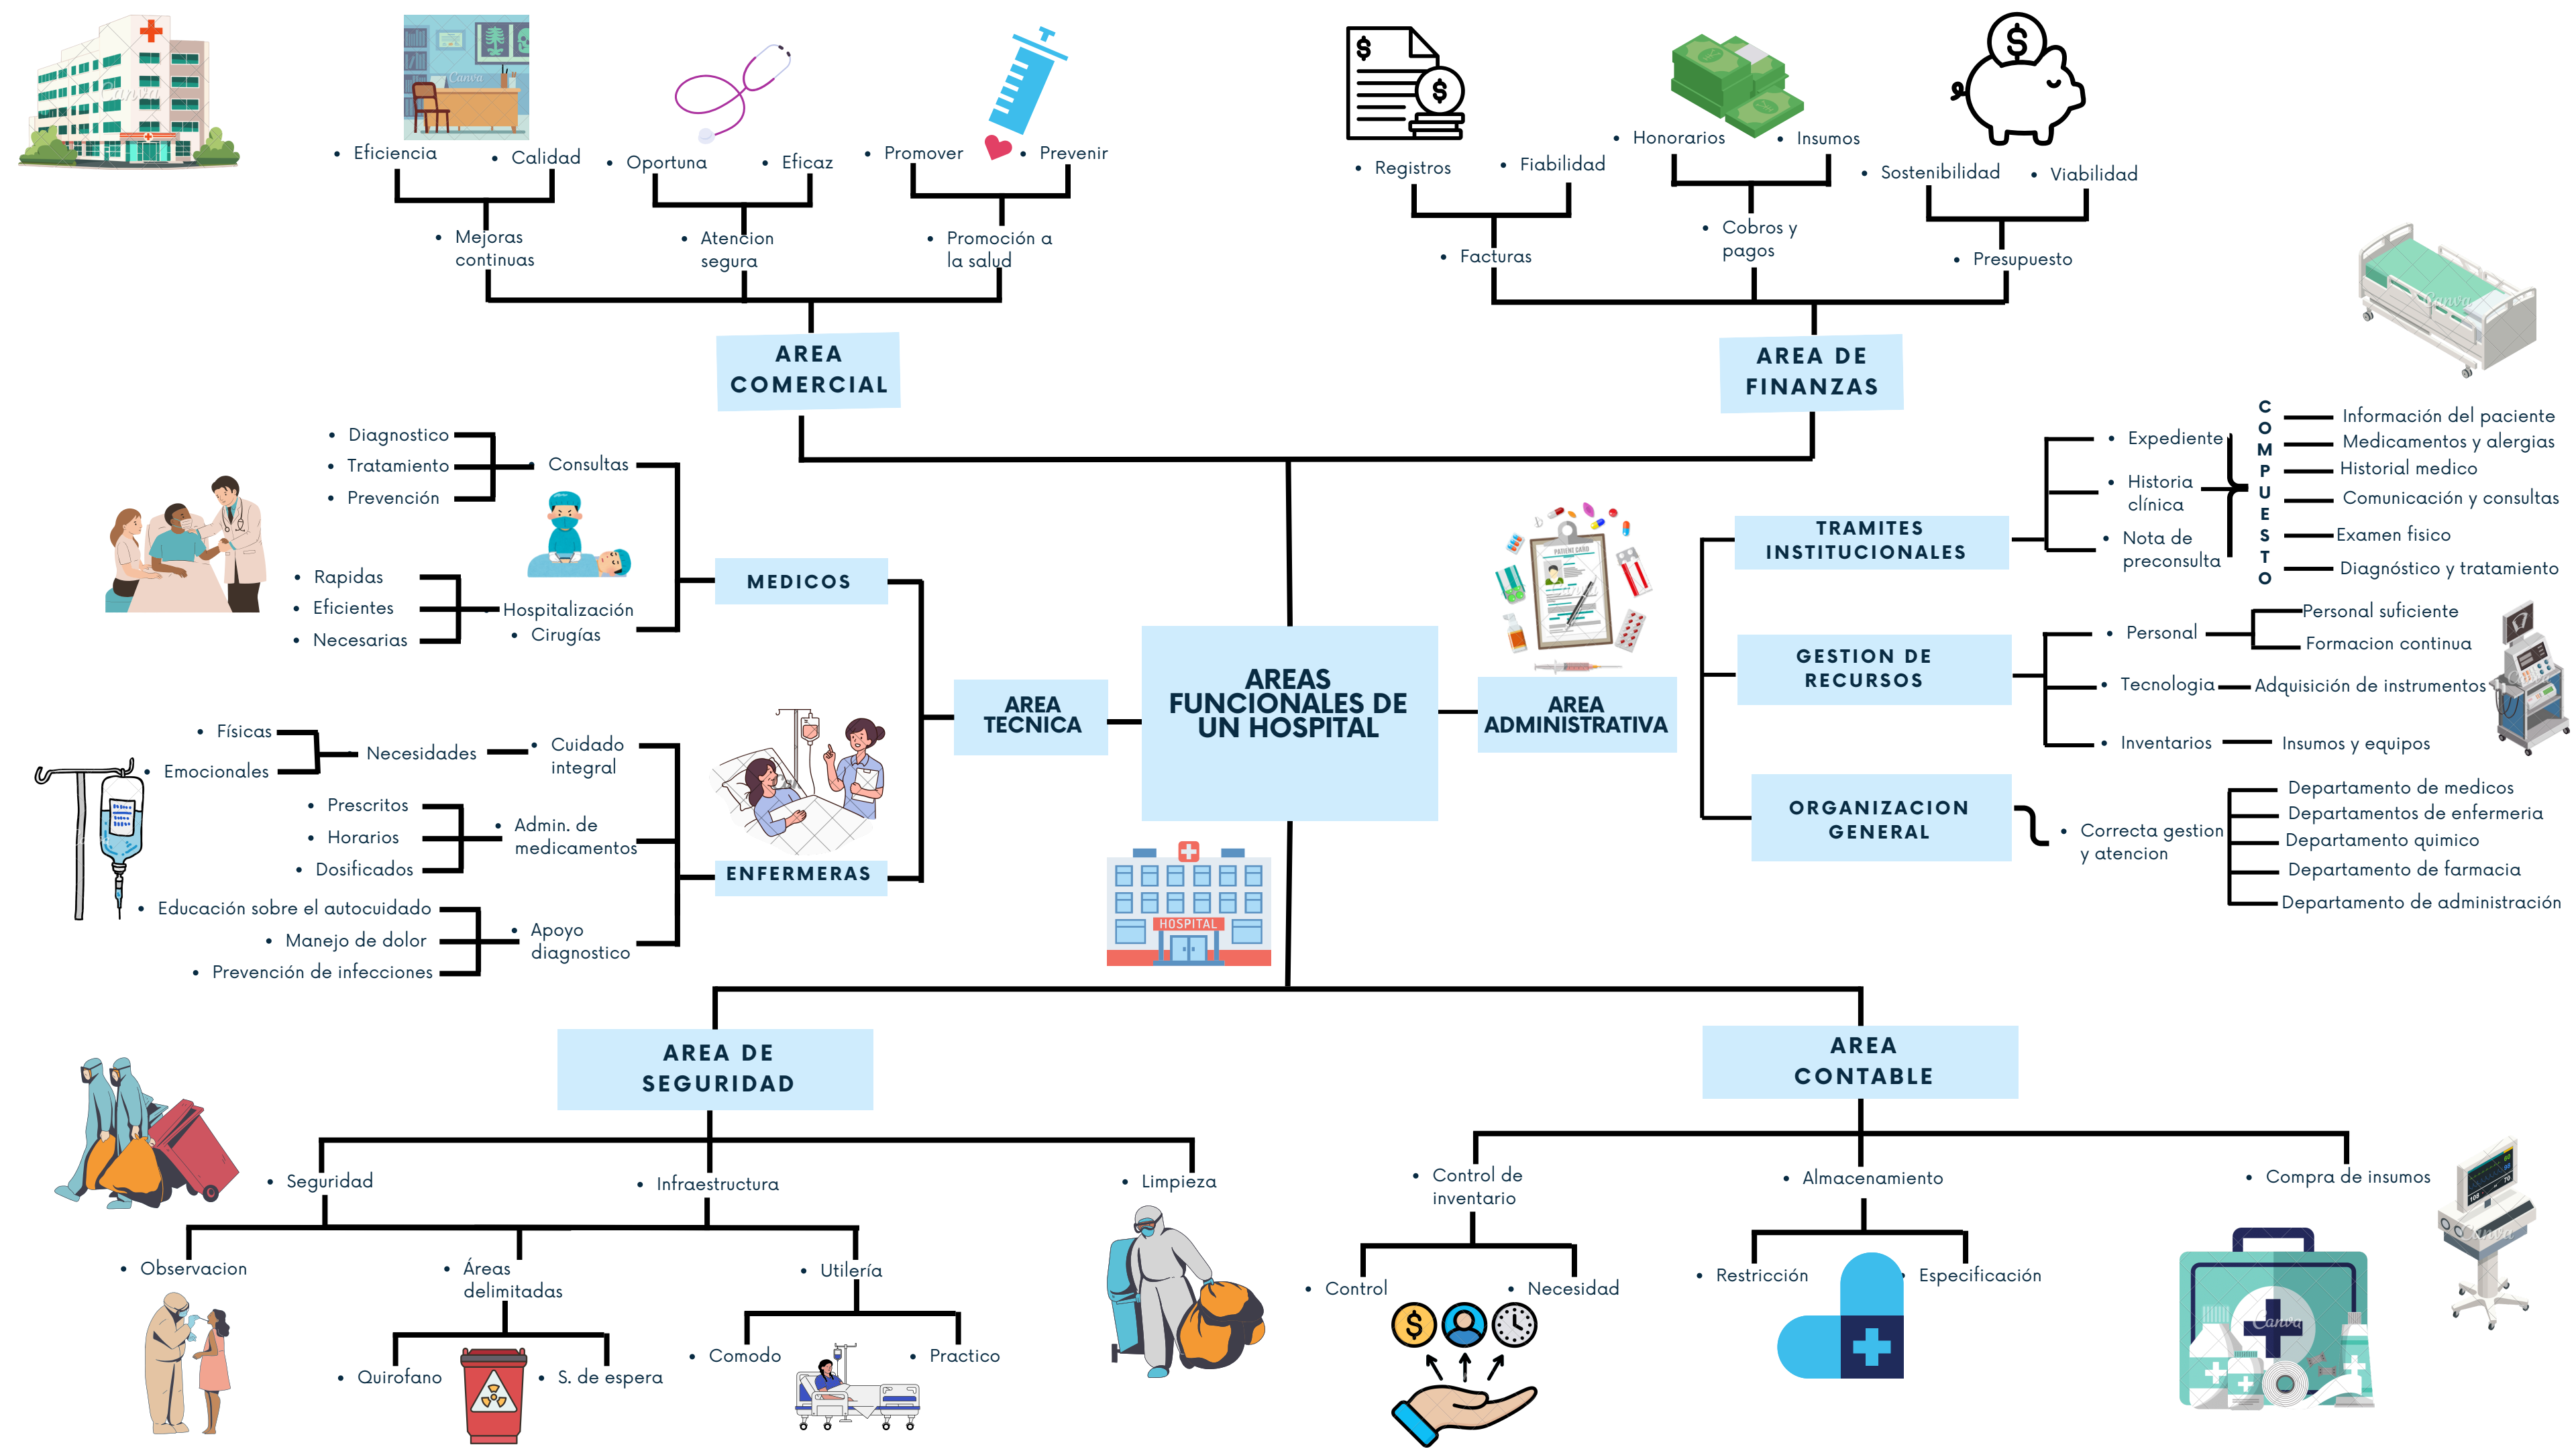 • Eficiencia
• Calidad
• Oportuna
• Eficaz
• Promover
• Prevenir
• Mejoras
continuas
• Atencion
segura
• Promoción a
la salud
AREA
COMERCIAL
$
$
$
• Registros
• Fiabilidad
• Honorarios
• Insumos
• Sostenibilidad
• Viabilidad
• Facturas
• Cobros y
pagos
• Presupuesto
AREA DE
FINANZAS
• Diagnostico
• Tratamiento
• Prevención
• Consultas
• Rapidas
• Eficientes
• Necesarias
• Hospitalización
• Cirugías
MEDICOS
• Físicas
• Emocionales
• Necesidades
• Cuidado
integral
• Prescritos
• Horarios
• Dosificados
• Admin. de
medicamentos
ENFERMERAS
• Educación sobre el autocuidado
• Manejo de dolor
• Prevención de infecciones
• Apoyo
diagnostico
AREA
TECNICA
AREAS
FUNCIONALES DE
UN HOSPITAL
HOSPITAL
PATIENT CARD
AREA
ADMINISTRATIVA
TRAMITES
INSTITUCIONALES
• Expediente
• Historia
clínica
• Nota de
preconsulta
COMPUESTO
Información del paciente
Medicamentos y alergias
Historial medico
Comunicación y consultas
Examen fisico
Diagnóstico y tratamiento
GESTION DE
RECURSOS
• Personal
Personal suficiente
Formacion continua
• Tecnologia
Adquisición de instrumentos
• Inventarios
Insumos y equipos
ORGANIZACION
GENERAL
• Correcta gestion
y atencion
Departamento de medicos
Departamentos de enfermeria
Departamento quimico
Departamento de farmacia
Departamento de administración
AREA DE
SEGURIDAD
• Seguridad
• Infraestructura
• Limpieza
• Observacion
• Áreas
delimitadas
• Utilería
• Quirofano
• S. de espera
• Comodo
• Practico
AREA
CONTABLE
• Control de
inventario
• Almacenamiento
• Compra de insumos
• Control
• Necesidad
• Restricción
• Especificación
$
Canva
Canva
Canva
Canva
Canva